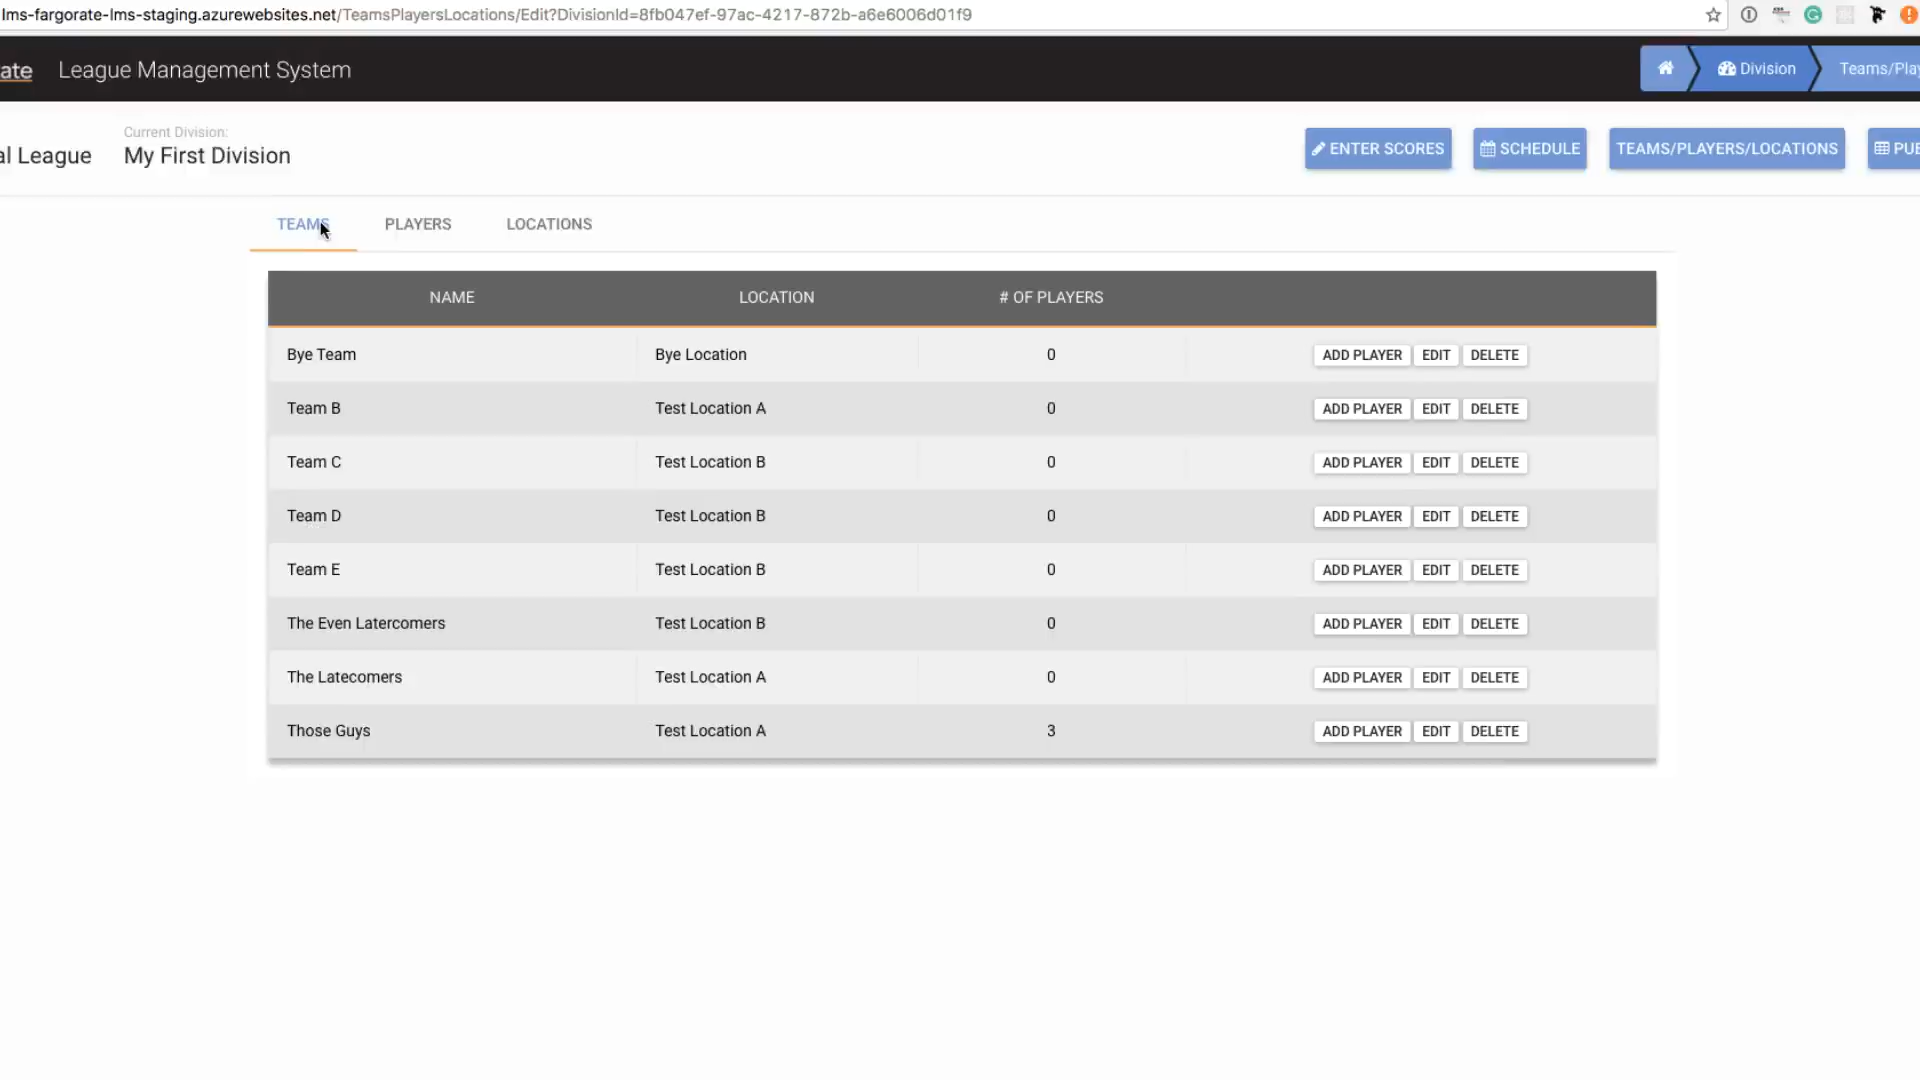 lms-fargorate-lms-staging.azurewebsites.net/TeamsPlayersLocations/Edit?DivisionId=8fb047ef-97ac-4217-872b-a6e6006d01f9
ate League Management System Division Teams/Pla
al League
Current Division:
My First Division
ENTER SCORES SCHEDULE TEAMS/PLAYERS/LOCATIONS PU
TEAMS PLAYERS LOCATIONS
NAME LOCATION # OF PLAYERS
Bye Team Bye Location 0 ADD PLAYER EDIT DELETE
Team B Test Location A 0 ADD PLAYER EDIT DELETE
Team C Test Location B 0 ADD PLAYER EDIT DELETE
Team D Test Location B 0 ADD PLAYER EDIT DELETE
Team E Test Location B 0 ADD PLAYER EDIT DELETE
The Even Latercomers Test Location B 0 ADD PLAYER EDIT DELETE
The Latecomers Test Location A 0 ADD PLAYER EDIT DELETE
Those Guys Test Location A 3 ADD PLAYER EDIT DELETE